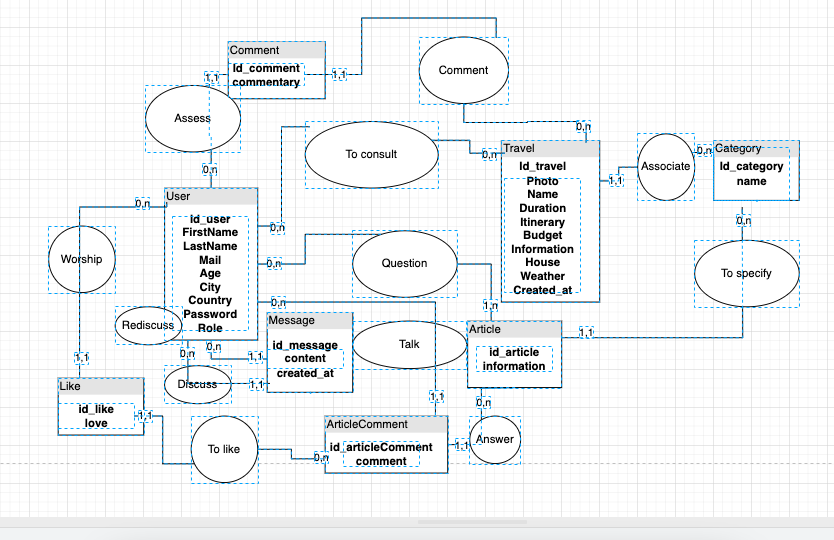 Comment
id_comment
commentary
1,1
1,1
Comment
Assess
0,n
0,n
To consult
0,n
Travel
Id_travel
Photo
Name
Duration
Itinerary
Budget
Information
House
Weather
Created_at
1,1
Associate
0,n
Category
Id_category
name
0,n
To specify
User
id_user
FirstName
LastName
Mail
Age
City
Country
Password
Role
0,n
0,n
0,n
0,n
Worship
Question
1,n
Rediscuss
0,n
0,n
Message
id_message
content
created_at
1,1
1,1
Talk
Article
id_article
information
1,1
Discuss
1,1
Like
id_like
love
1,1
To like
0,n
1,1
ArticleComment
id_articleComment
comment
1,1
0,n
Answer